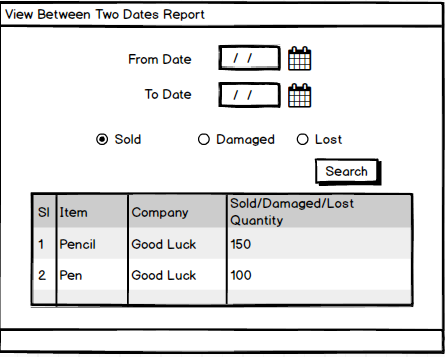 View Between Two Dates Report
From Date / /
To Date / /
Sold Damaged Lost
Search
Sl Item Company Sold/Damaged/Lost
Quantity
1 Pencil Good Luck 150
2 Pen Good Luck 100